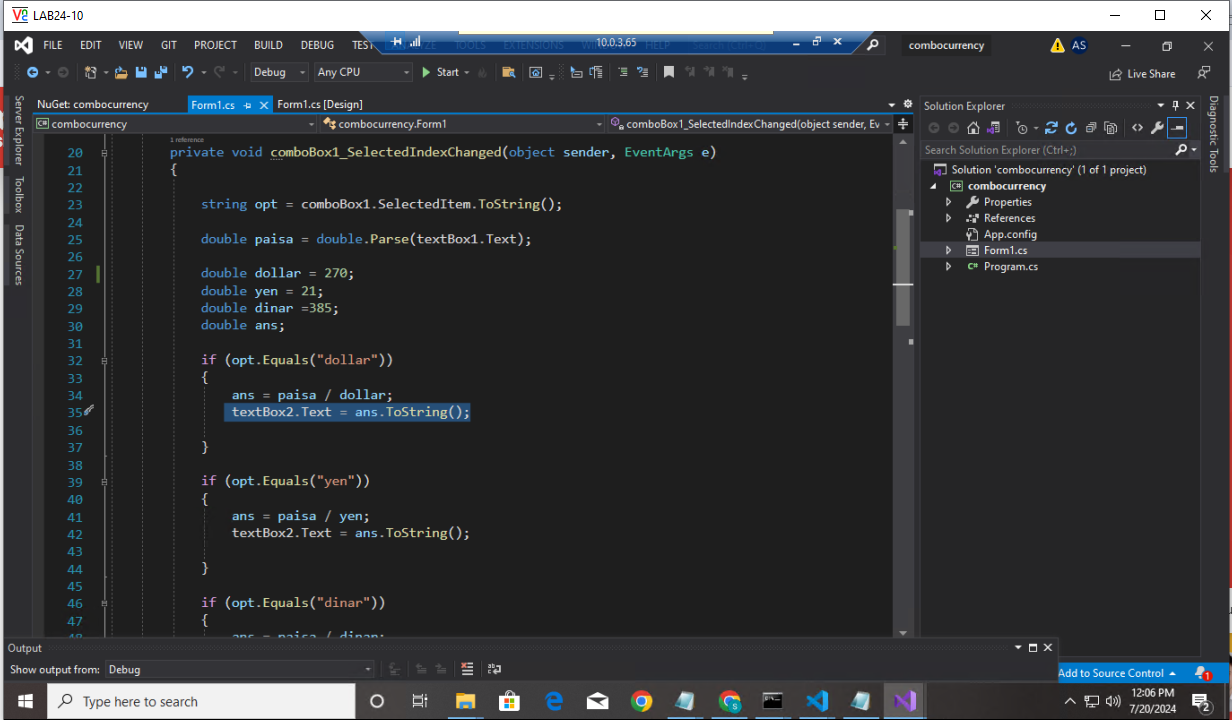 LAB24-10
FILE EDIT VIEW GIT PROJECT BUILD DEBUG TEST
10.0.3.65
combocurrency
AS
Debug
Any CPU
Start
Live Share
NuGet: combocurrency
Form1.cs
Form1.cs [Design]
combocurrency
combocurrency.Form1
comboBox1_SelectedIndexChanged(object sender, Ev
Server Explorer
Toolbox
Data Sources
1 reference
20 private void comboBox1_SelectedIndexChanged(object sender, EventArgs e)
21 {
22
23 string opt = comboBox1.SelectedItem.ToString();
24
25 double paisa = double.Parse(textBox1.Text);
26
27 double dollar = 270;
28 double yen = 21;
29 double dinar =385;
30 double ans;
31
32 if (opt.Equals("dollar"))
33 {
34 ans = paisa / dollar;
35 textBox2.Text = ans.ToString();
36
37 }
38
39 if (opt.Equals("yen"))
40 {
41 ans = paisa / yen;
42 textBox2.Text = ans.ToString();
43
44 }
45
46 if (opt.Equals("dinar"))
47 {
48 ans = paisa / dinar;
Solution Explorer
Search Solution Explorer (Ctrl+;)
Solution 'combocurrency' (1 of 1 project)
combocurrency
Properties
References
App.config
Form1.cs
Program.cs
Diagnostic Tools
Output
Show output from: Debug
Add to Source Control
1
Type here to search
12:06 PM
7/20/2024
2